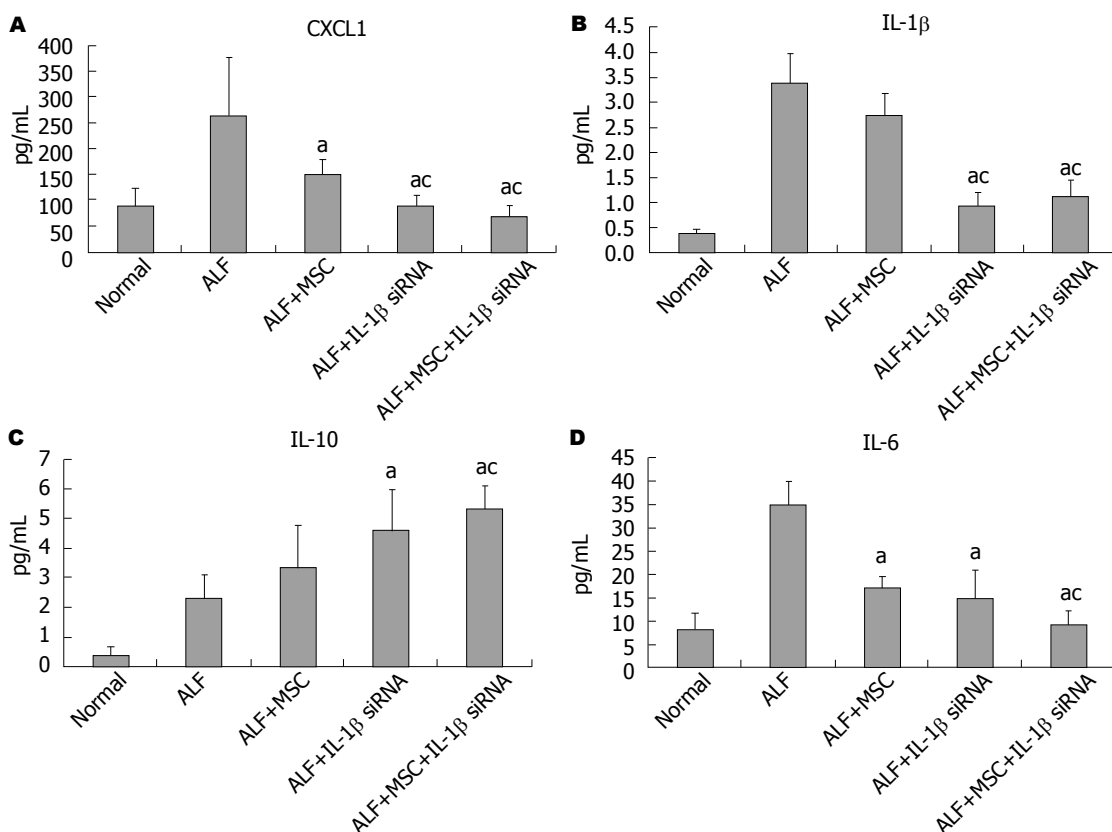 A
CXCL1
pg/mL
400
350
300
250
200
150
100
50
0
a
ac
ac
Normal
ALF
ALF+MSC
ALF+IL-1β siRNA
ALF+MSC+IL-1β siRNA
B
IL-1β
pg/mL
4.5
4.0
3.5
3.0
2.5
2.0
1.5
1.0
0.5
0.0
ac
ac
Normal
ALF
ALF+MSC
ALF+IL-1β siRNA
ALF+MSC+IL-1β siRNA
C
IL-10
pg/mL
7
6
5
4
3
2
1
0
a
ac
Normal
ALF
ALF+MSC
ALF+IL-1β siRNA
ALF+MSC+IL-1β siRNA
D
IL-6
pg/mL
45
40
35
30
25
20
15
10
5
0
a
a
ac
Normal
ALF
ALF+MSC
ALF+IL-1β siRNA
ALF+MSC+IL-1β siRNA